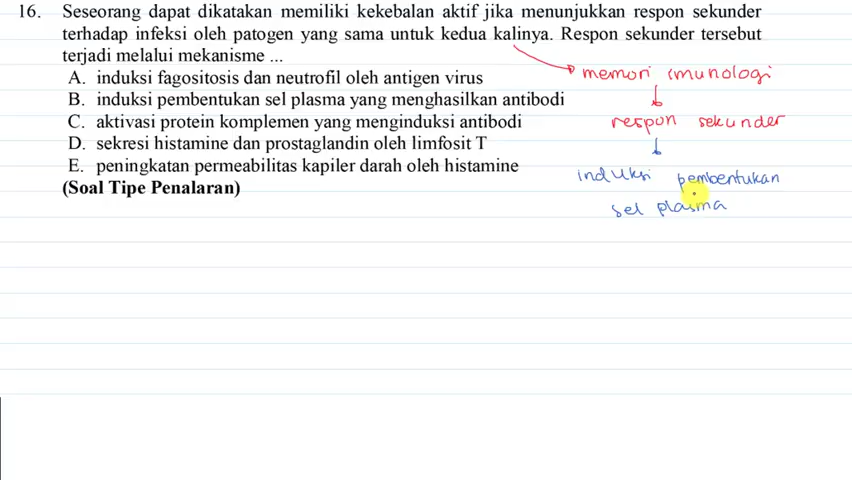 16. Seseorang dapat dikatakan memiliki kekebalan aktif jika menunjukkan respon sekunder
terhadap infeksi oleh patogen yang sama untuk kedua kalinya. Respon sekunder tersebut
terjadi melalui mekanisme ...
A. induksi fagositosis dan neutrofil oleh antigen virus
B. induksi pembentukan sel plasma yang menghasilkan antibodi
C. aktivasi protein komplemen yang menginduksi antibodi
D. sekresi histamine dan prostaglandin oleh limfosit T
E. peningkatan permeabilitas kapiler darah oleh histamine
(Soal Tipe Penalaran)
memori imunologi
respon sekunder
induksi pembentukan
sel plasma